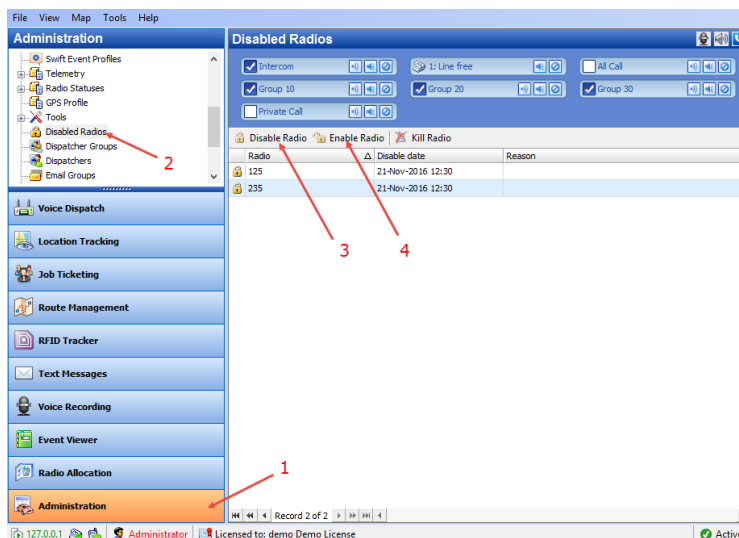 File View Map Tools Help
Administration
Disabled Radios
Swift Event Profiles
Telemetry
Radio Statuses
GPS Profile
Tools
Disabled Radios
Dispatcher Groups
Dispatchers
Email Groups
2
Intercom
1: Line free
All Call
Group 10
Group 20
Group 30
Private Call
Disable Radio Enable Radio Kill Radio
Radio Disable date Reason
125 21-Nov-2016 12:30
235 21-Nov-2016 12:30
3 4
Voice Dispatch
Location Tracking
Job Ticketing
Route Management
RFID Tracker
Text Messages
Voice Recording
Event Viewer
Radio Allocation
1
Administration
Record 2 of 2
127.0.0.1 Administrator Licensed to: demo Demo License Active